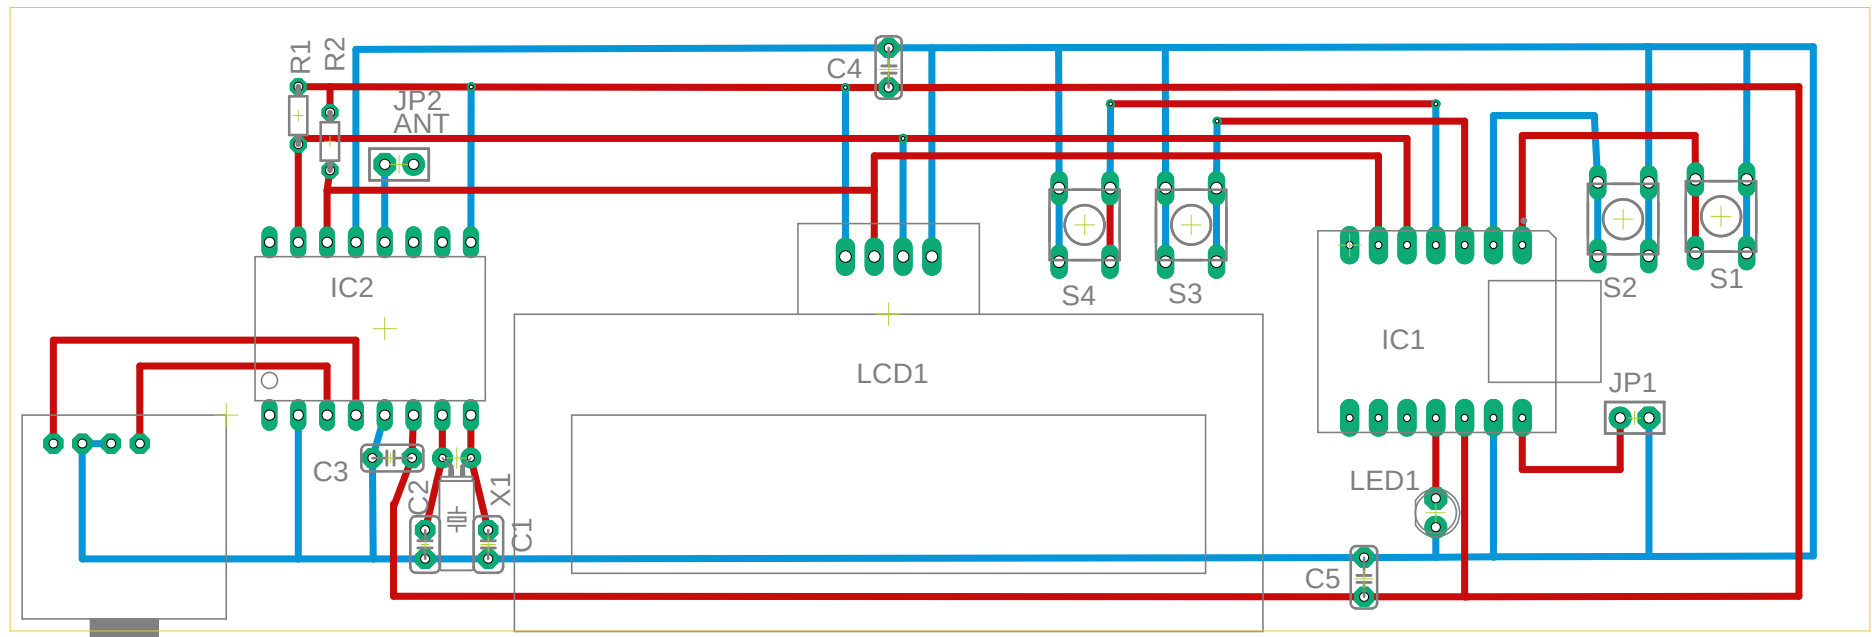 R1
R2
C4
JP2
ANT
IC2
S4
S3
S2
S1
IC1
LCD1
JP1
C3
C2
X1
C1
LED1
C5